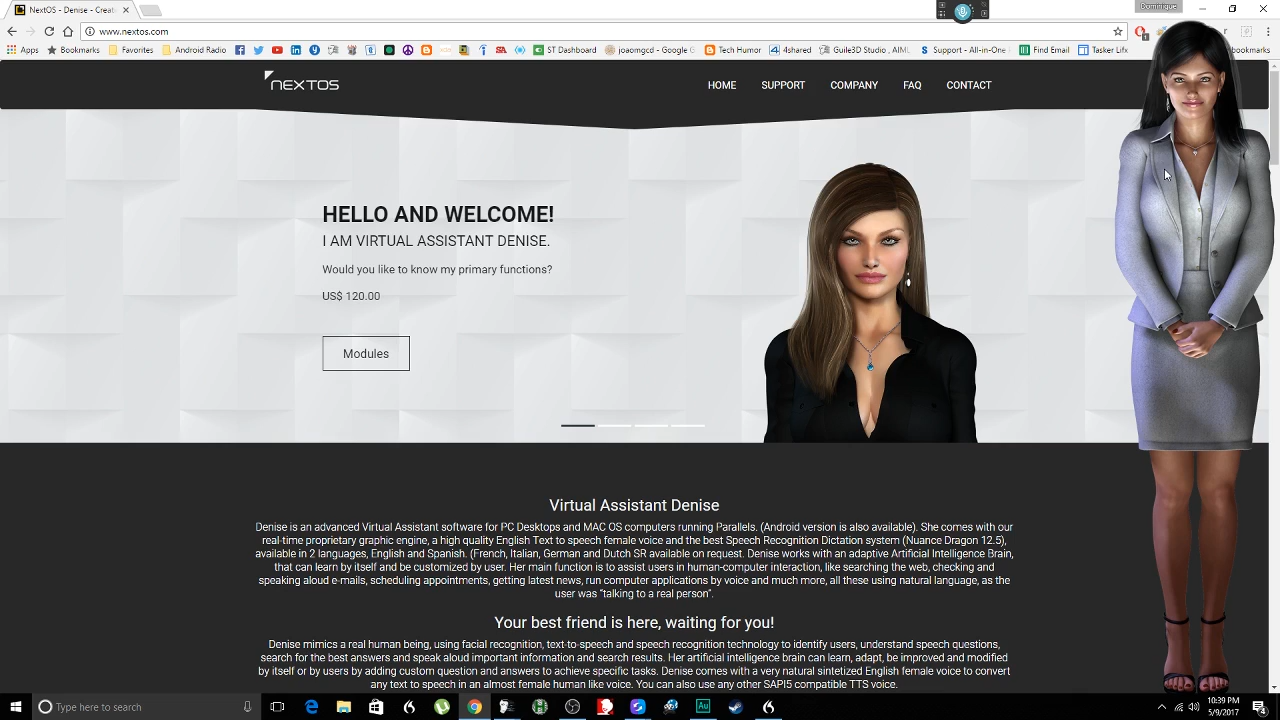 NextOS - Denise - Creat
Dominique
www.nextos.com
Apps
Bookmarks
Favorites
Android Radio
ST Dashboard
joaomgcd - Google G
Tech Humor
4shared
Guile3D Studio , AIML
Support - All-in-One
Find Email
Tasker Life
bookmarks
NEXTOS
HOME
SUPPORT
COMPANY
FAQ
CONTACT
HELLO AND WELCOME!
I AM VIRTUAL ASSISTANT DENISE.
Would you like to know my primary functions?
US$ 120.00
Modules
Virtual Assistant Denise
Denise is an advanced Virtual Assistant software for PC Desktops and MAC OS computers running Parallels. (Android version is also available). She comes with our
real-time proprietary graphic engine, a high quality English Text to speech female voice and the best Speech Recognition Dictation system (Nuance Dragon 12.5),
available in 2 languages, English and Spanish. (French, Italian, German and Dutch SR available on request. Denise works with an adaptive Artificial Intelligence Brain,
that can learn by itself and be customized by user. Her main function is to assist users in human-computer interaction, like searching the web, checking and
speaking aloud e-mails, scheduling appointments, getting latest news, run computer applications by voice and much more, all these using natural language, as the
user was “talking to a real person”.
Your best friend is here, waiting for you!
Denise mimics a real human being, using facial recognition, text-to-speech and speech recognition technology to identify users, understand speech questions,
search for the best answers and speak aloud important information and search results. Her artificial intelligence brain can learn, adapt, be improved and modified
by itself or by users by adding custom question and answers to achieve specific tasks. Denise comes with a very natural sintetized English female voice to convert
any text to speech in an almost female human like voice. You can also use any other SAPI5 compatible TTS voice.
Type here to search
Au
10:39 PM
5/9/2017